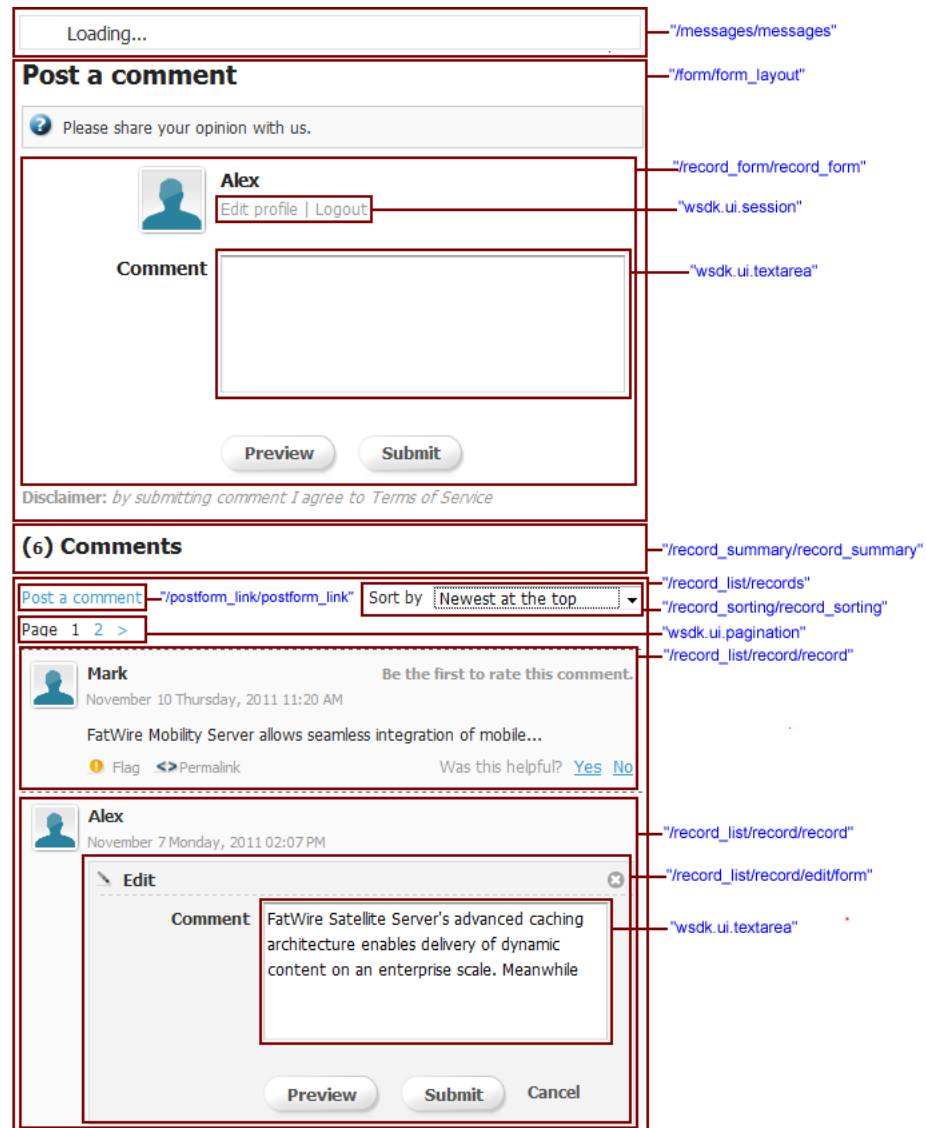 Loading...
"/messages/messages"
Post a comment
"/form/form_layout"
Please share your opinion with us.
"/record_form/record_form"
Alex
Edit profile | Logout
"wsdk.ui.session"
Comment
"wsdk.ui.textarea"
Preview Submit
Disclaimer: by submitting comment I agree to Terms of Service
(6) Comments
"/record_summary/record_summary"
"/record_list/records"
Post a comment "/postform_link/postform_link" Sort by Newest at the top
"/record_sorting/record_sorting"
Page 1 2 >
"wsdk.ui.pagination"
"/record_list/record/record"
Mark Be the first to rate this comment.
November 10 Thursday, 2011 11:20 AM
FatWire Mobility Server allows seamless integration of mobile...
Flag <> Permalink Was this helpful? Yes No
Alex
"/record_list/record/record"
November 7 Monday, 2011 02:07 PM
Edit
"/record_list/record/edit/form"
Comment FatWire Satellite Server's advanced caching
"wsdk.ui.textarea"
architecture enables delivery of dynamic
content on an enterprise scale. Meanwhile
Preview Submit Cancel